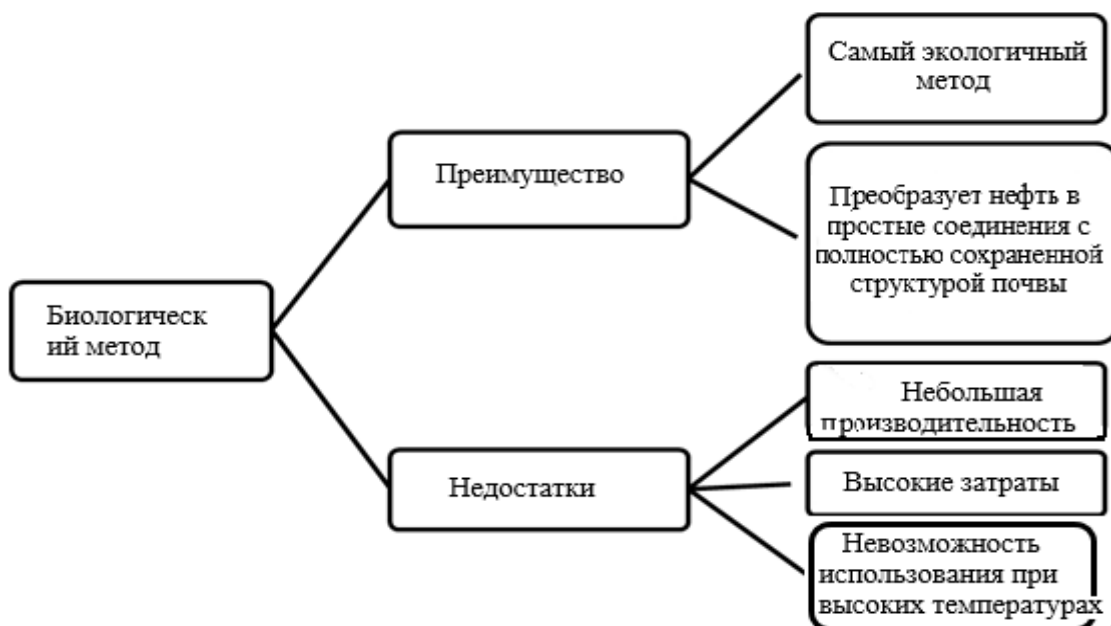 Самый экологичный
метод
Преимущество
Преобразует нефть в
простые соединения с
полностью сохраненной
структурой почвы
Биологическ
ий метод
Небольшая
производительность
Недостатки
Высокие затраты
Невозможность
использования при
высоких температурах